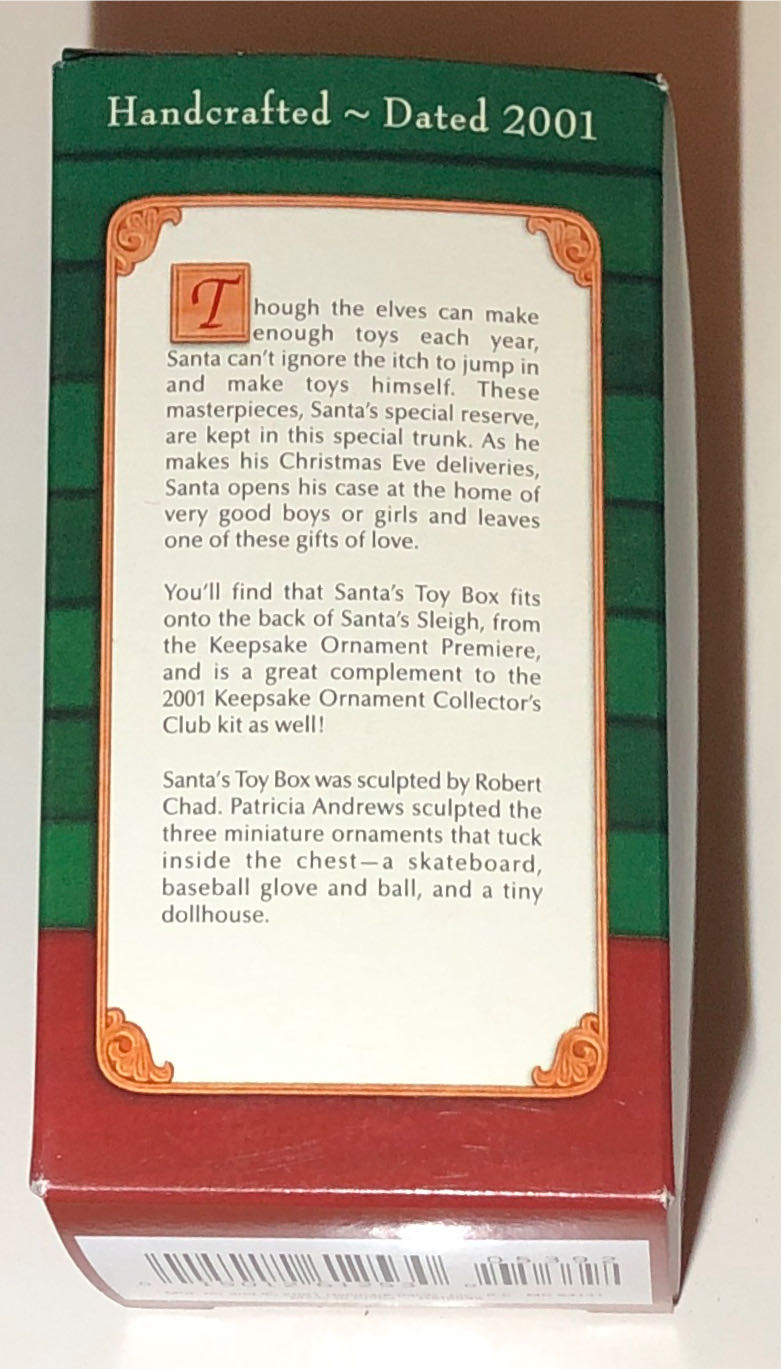 Handcrafted ~ Dated 2001
Though the elves can make
enough toys each year,
Santa can't ignore the itch to jump in
and make toys himself. These
masterpieces, Santa's special reserve,
are kept in this special trunk. As he
makes his Christmas Eve deliveries,
Santa opens his case at the home of
very good boys or girls and leaves
one of these gifts of love.
You'll find that Santa's Toy Box fits
onto the back of Santa's Sleigh, from
the Keepsake Ornament Premiere,
and is a great complement to the
2001 Keepsake Ornament Collector's
Club kit as well!
Santa's Toy Box was sculpted by Robert
Chad. Patricia Andrews sculpted the
three miniature ornaments that tuck
inside the chest—a skateboard,
baseball glove and ball, and a tiny
dollhouse.
05392